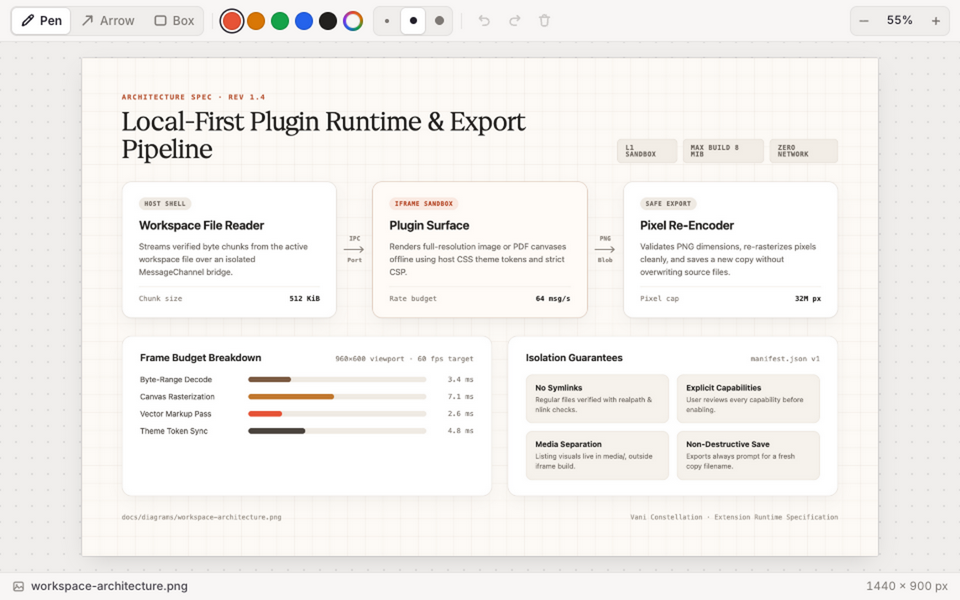 Pen Arrow Box 55%
ARCHITECTURE SPEC · REV 1.4
Local-First Plugin Runtime & Export
Pipeline
L1
SANDBOX
MAX BUILD 8
MIB
ZERO
NETWORK
HOST SHELL
Workspace File Reader
Streams verified byte chunks from the active
workspace file over an isolated
MessageChannel bridge.
Chunk size 512 KiB
IPC
Port
IFRAME SANDBOX
Plugin Surface
Renders full-resolution image or PDF canvases
offline using host CSS theme tokens and strict
CSP.
Rate budget 64 msg/s
PNG
Blob
SAFE EXPORT
Pixel Re-Encoder
Validates PNG dimensions, re-rasterizes pixels
cleanly, and saves a new copy without
overwriting source files.
Pixel cap 32M px
Frame Budget Breakdown 960×600 viewport · 60 fps target
Byte-Range Decode 3.4 ms
Canvas Rasterization 7.1 ms
Vector Markup Pass 2.6 ms
Theme Token Sync 4.8 ms
Isolation Guarantees manifest.json v1
No Symlinks
Regular files verified with realpath &
nlink checks.
Explicit Capabilities
User reviews every capability before
enabling.
Media Separation
Listing visuals live in media/, outside
iframe build.
Non-Destructive Save
Exports always prompt for a fresh
copy filename.
docs/diagrams/workspace-architecture.png
Vani Constellation · Extension Runtime Specification
workspace-architecture.png
1440 × 900 px